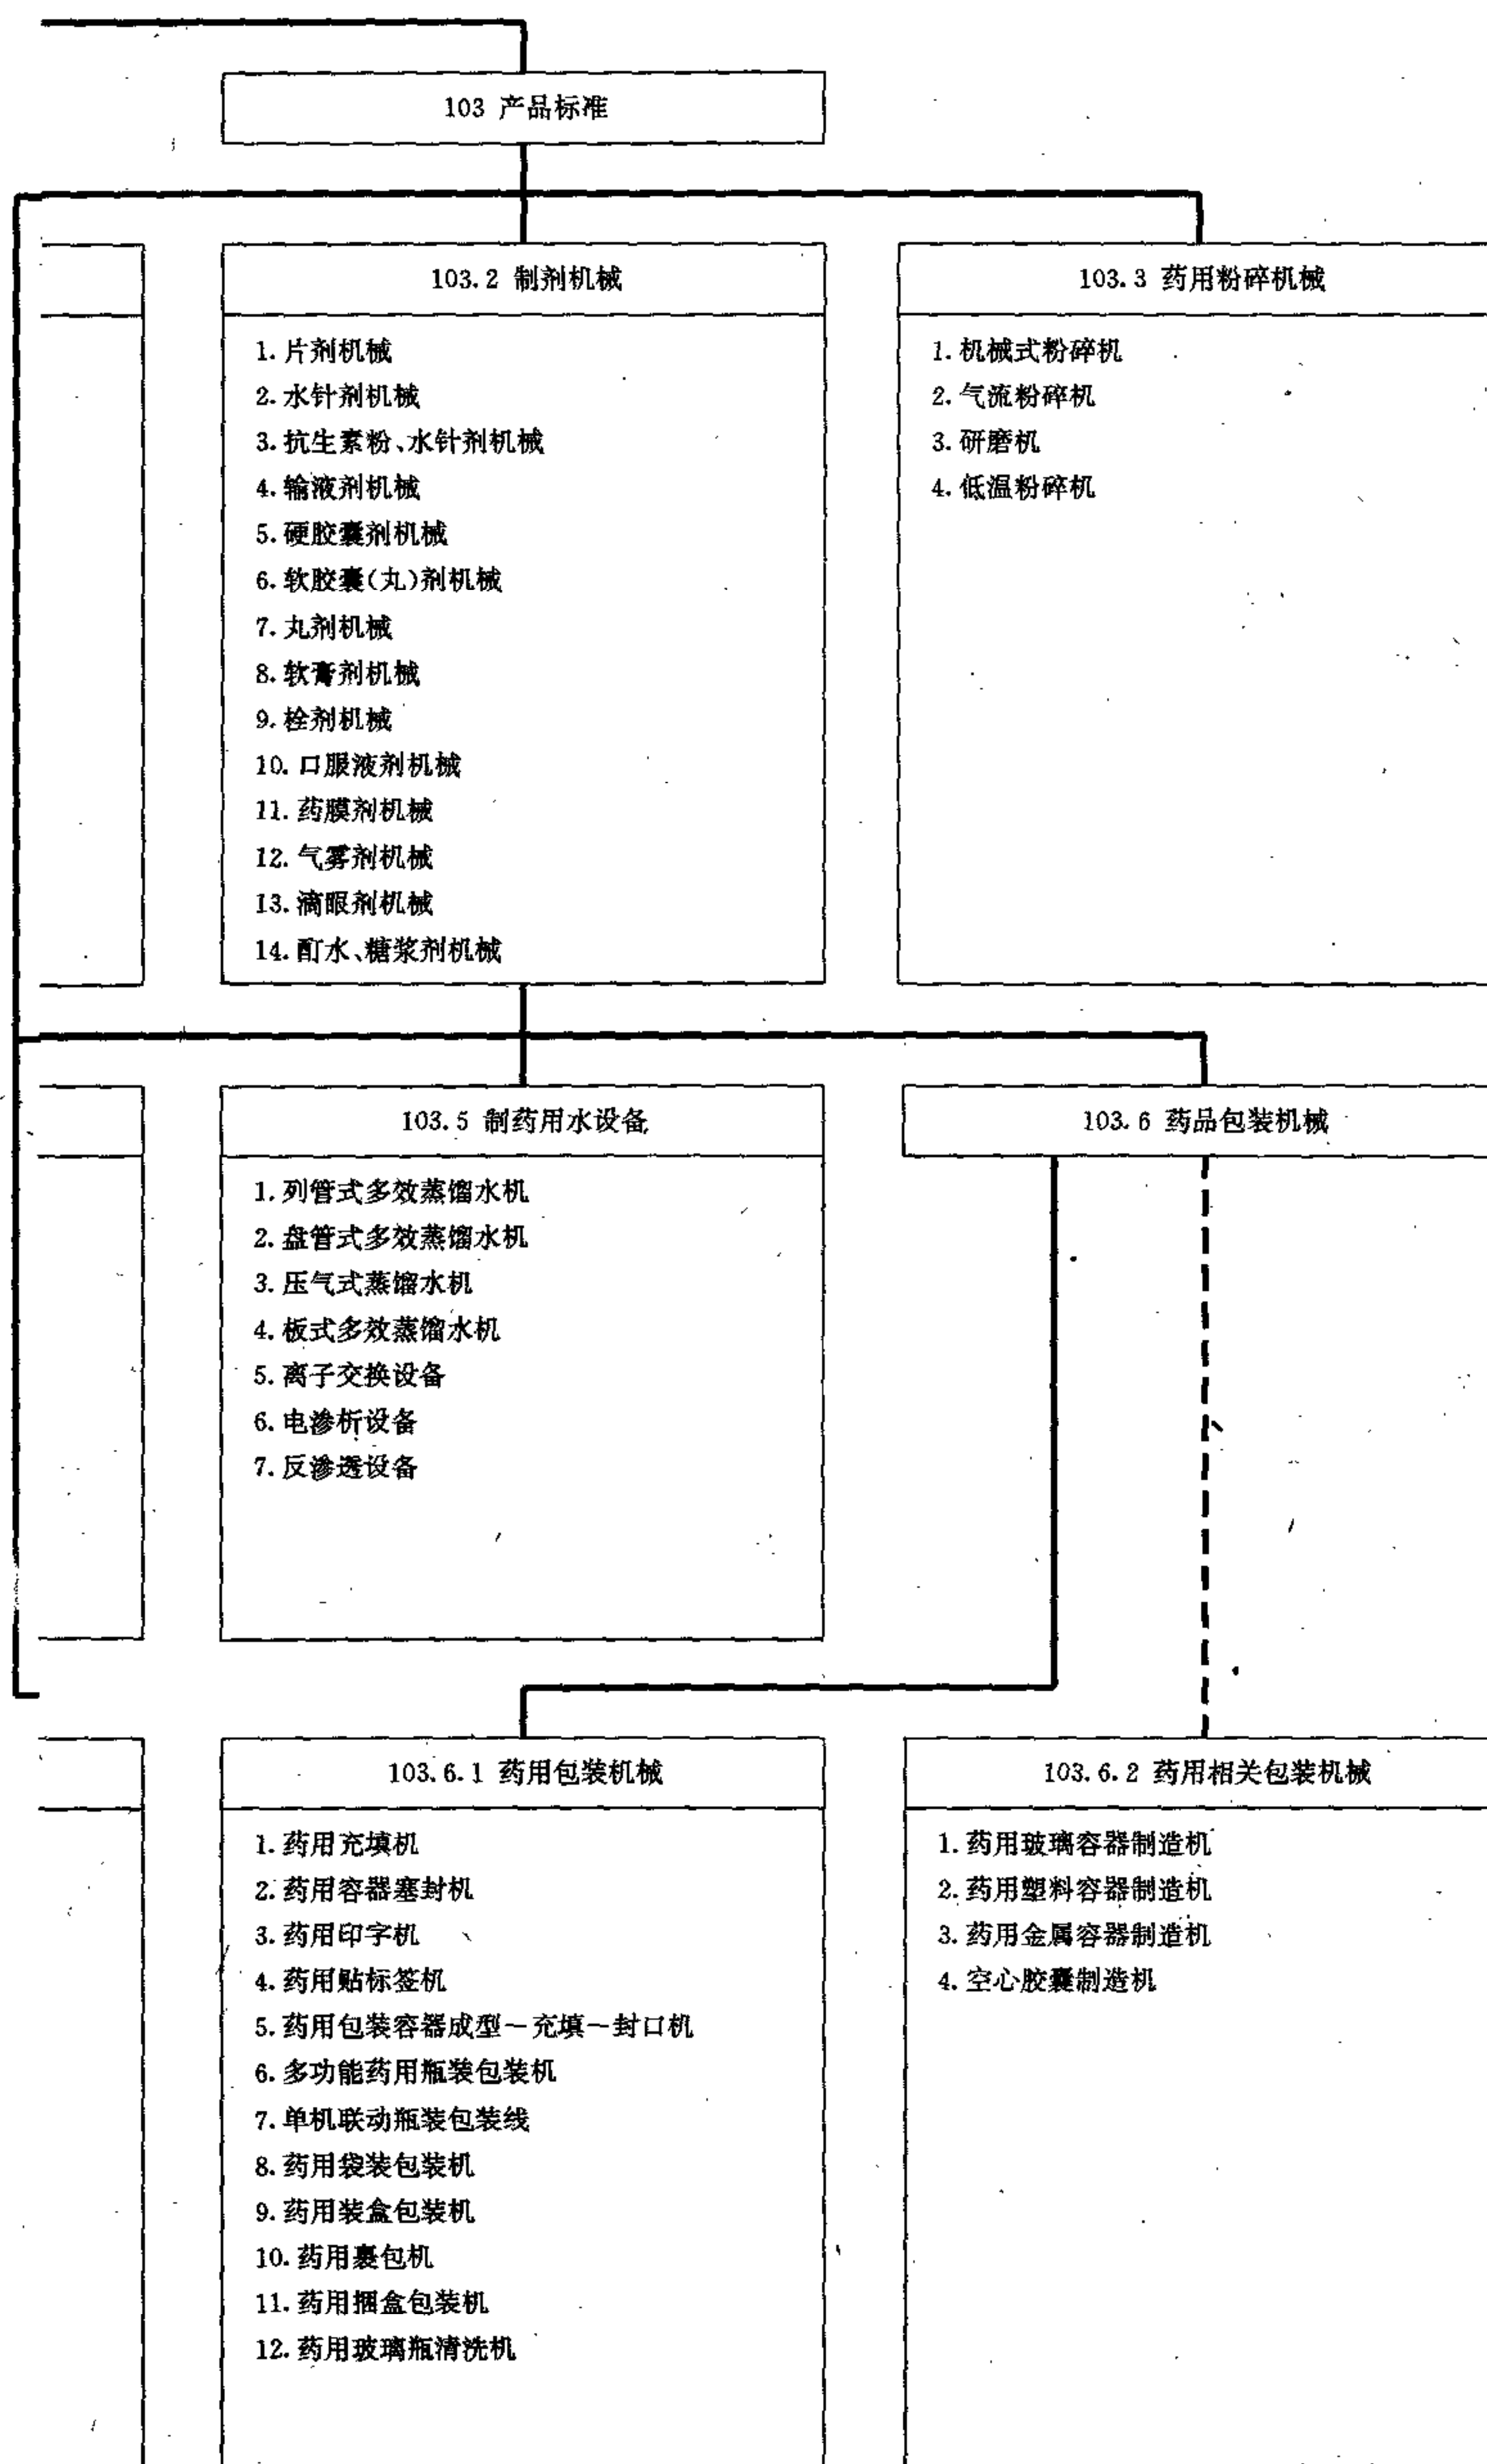 103 产品标准
103.2 制剂机械
1. 片剂机械
2. 水针剂机械
3. 抗生素粉、水针剂机械
4. 输液剂机械
5. 硬胶囊剂机械
6. 软胶囊(丸)剂机械
7. 丸剂机械
8. 软膏剂机械
9. 栓剂机械
10. 口服液剂机械
11. 药膜剂机械
12. 气雾剂机械
13. 滴眼剂机械
14. 酊水、糖浆剂机械
103.3 药用粉碎机械
1. 机械式粉碎机
2. 气流粉碎机
3. 研磨机
4. 低温粉碎机
103.5 制药用水设备
1. 列管式多效蒸馏水机
2. 盘管式多效蒸馏水机
3. 压气式蒸馏水机
4. 板式多效蒸馏水机
5. 离子交换设备
6. 电渗析设备
7. 反渗透设备
103.6 药品包装机械
103.6.1 药用包装机械
1. 药用充填机
2. 药用容器塞封机
3. 药用印字机
4. 药用贴标签机
5. 药用包装容器成型－充填－封口机
6. 多功能药用瓶装包装机
7. 单机联动瓶装包装线
8. 药用袋装包装机
9. 药用装盒包装机
10. 药用裹包机
11. 药用捆盒包装机
12. 药用玻璃瓶清洗机
103.6.2 药用相关包装机械
1. 药用玻璃容器制造机
2. 药用塑料容器制造机
3. 药用金属容器制造机
4. 空心胶囊制造机